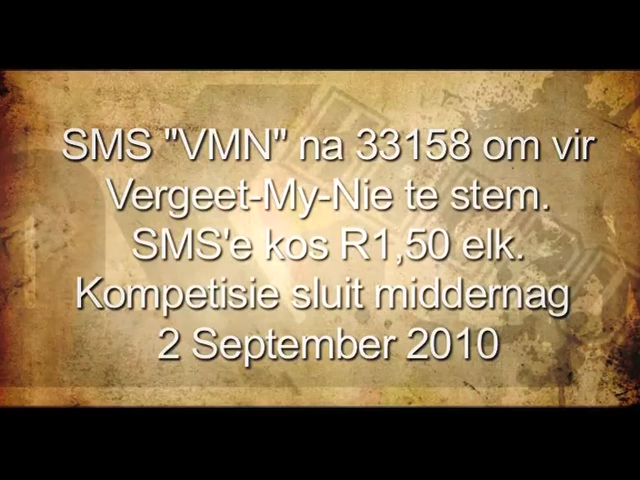 SMS "VMN" na 33158 om vir
Vergeet-My-Nie te stem.
SMS'e kos R1,50 elk.
Kompetisie sluit middernag
2 September 2010